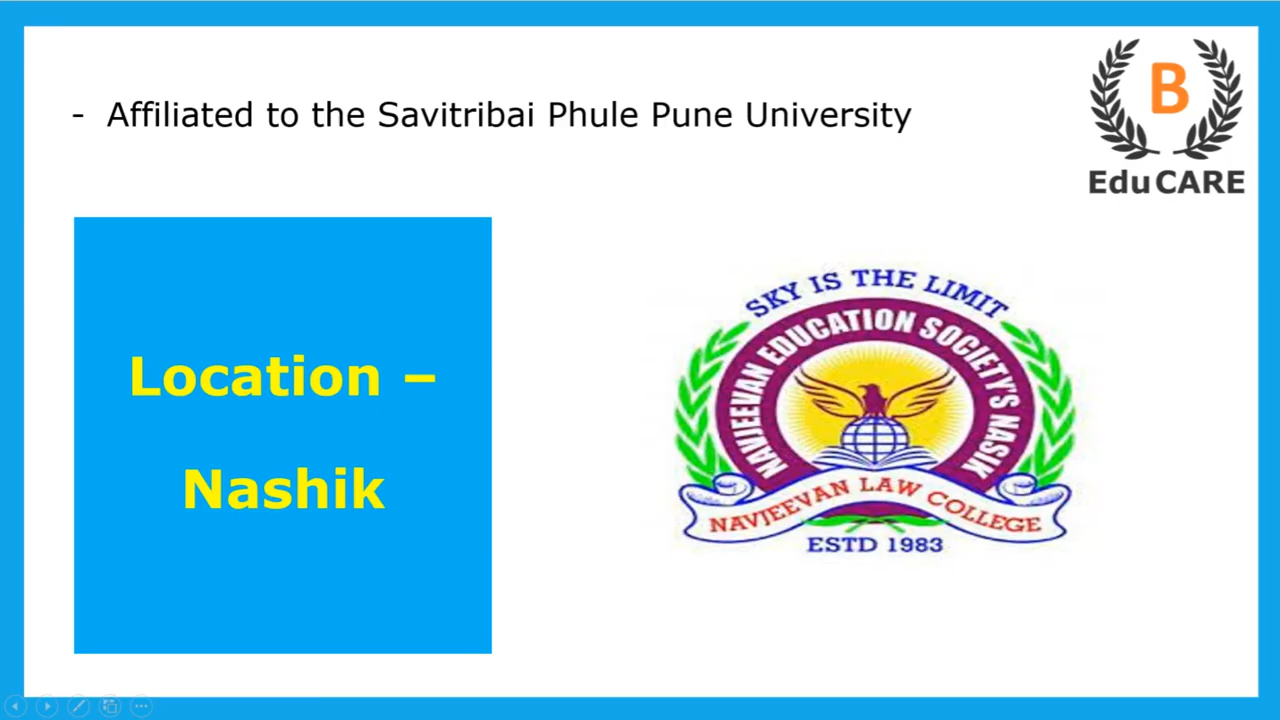 - Affiliated to the Savitribai Phule Pune University
B
EduCARE
Location –
Nashik
SKY IS THE LIMIT
NAVJEEVAN EDUCATION SOCIETY'S NASIK
NAVJEEVAN LAW COLLEGE
ESTD 1983